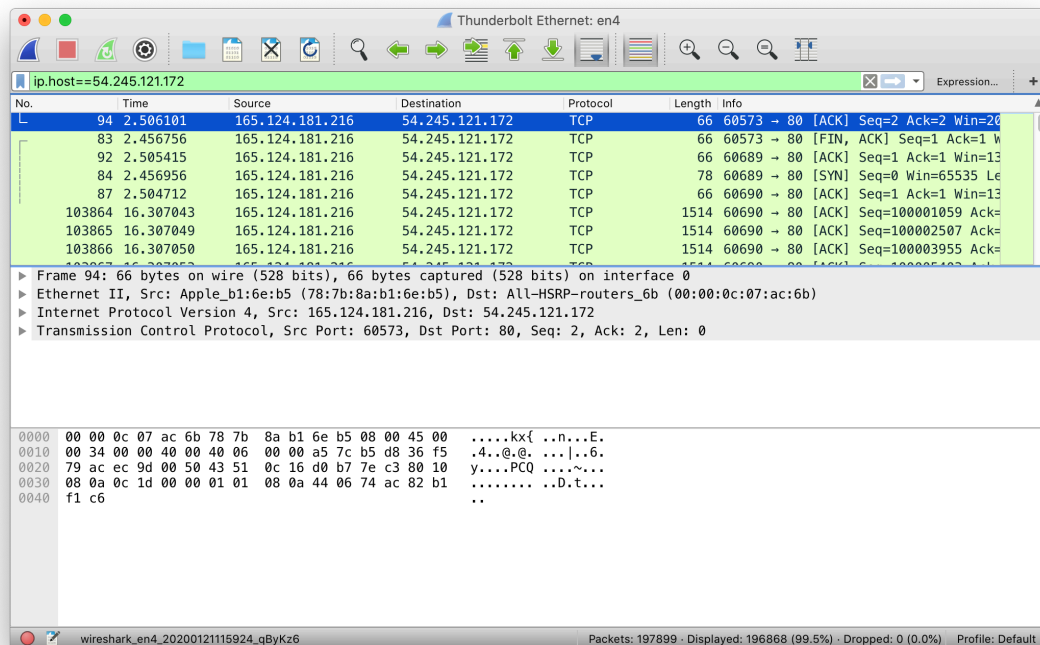 Thunderbolt Ethernet: en4
ip.host==54.245.121.172
Expression... +
No. Time Source Destination Protocol Length Info
94 2.506101 165.124.181.216 54.245.121.172 TCP 66 60573 → 80 [ACK] Seq=2 Ack=2 Win=20
83 2.456756 165.124.181.216 54.245.121.172 TCP 66 60573 → 80 [FIN, ACK] Seq=1 Ack=1 W
92 2.505415 165.124.181.216 54.245.121.172 TCP 66 60689 → 80 [ACK] Seq=1 Ack=1 Win=13
84 2.456956 165.124.181.216 54.245.121.172 TCP 78 60689 → 80 [SYN] Seq=0 Win=65535 Le
87 2.504712 165.124.181.216 54.245.121.172 TCP 66 60690 → 80 [ACK] Seq=1 Ack=1 Win=13
103864 16.307043 165.124.181.216 54.245.121.172 TCP 1514 60690 → 80 [ACK] Seq=100001059 Ack=
103865 16.307049 165.124.181.216 54.245.121.172 TCP 1514 60690 → 80 [ACK] Seq=100002507 Ack=
103866 16.307050 165.124.181.216 54.245.121.172 TCP 1514 60690 → 80 [ACK] Seq=100003955 Ack=
Frame 94: 66 bytes on wire (528 bits), 66 bytes captured (528 bits) on interface 0
Ethernet II, Src: Apple_b1:6e:b5 (78:7b:8a:b1:6e:b5), Dst: All-HSRP-routers_6b (00:00:0c:07:ac:6b)
Internet Protocol Version 4, Src: 165.124.181.216, Dst: 54.245.121.172
Transmission Control Protocol, Src Port: 60573, Dst Port: 80, Seq: 2, Ack: 2, Len: 0
0000 00 00 0c 07 ac 6b 78 7b 8a b1 6e b5 08 00 45 00 .....kx{ ..n...E.
0010 00 34 00 00 40 00 40 06 00 00 a5 7c b5 d8 36 f5 .4..@.@. ...|..6.
0020 79 ac ec 9d 00 50 43 51 0c 16 d0 b7 7e c3 80 10 y....PCQ ....~...
0030 08 0a 0c 1d 00 00 01 01 08 0a 44 06 74 ac 82 b1 ........ ..D.t...
0040 f1 c6 ..
wireshark_en4_20200121115924_qByKz6 Packets: 197899 · Displayed: 196868 (99.5%) · Dropped: 0 (0.0%) Profile: Default